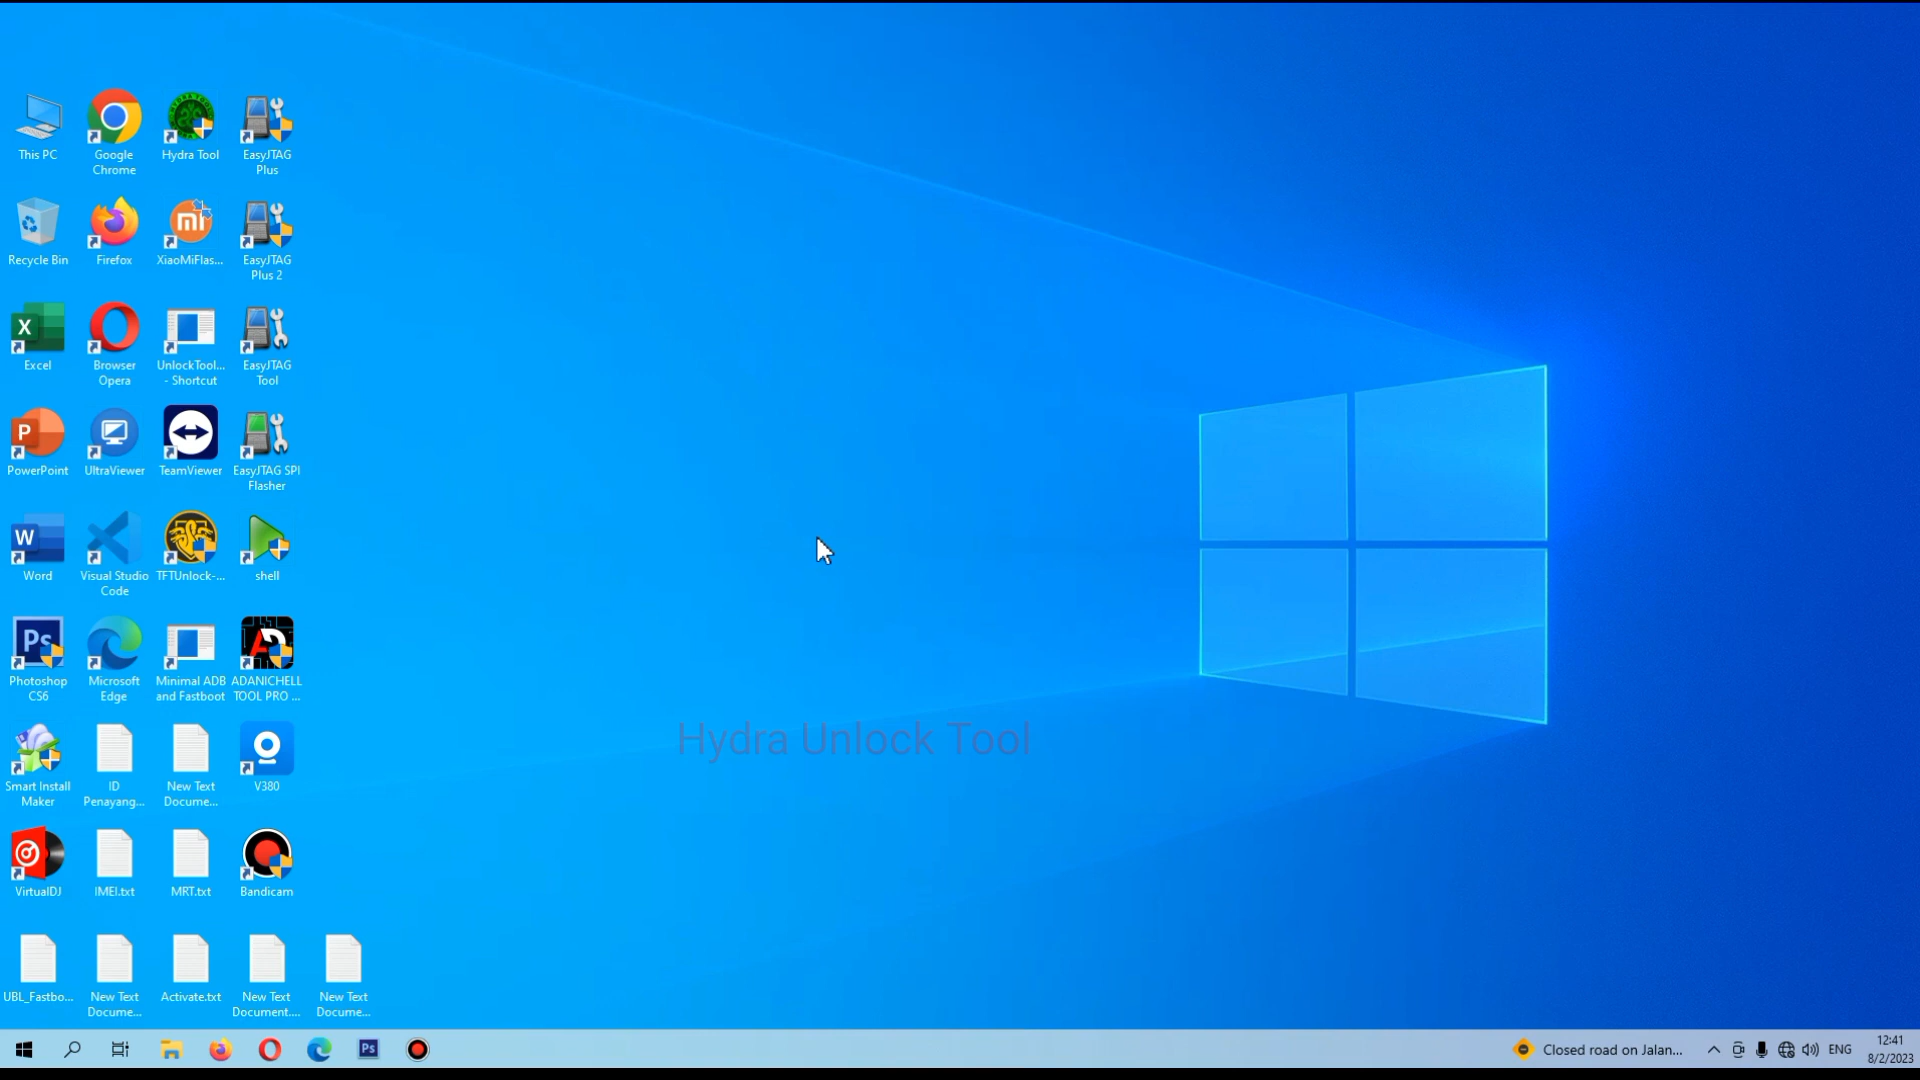 This PC
Google
Chrome
Hydra Tool
EasyJTAG
Plus
Recycle Bin
Firefox
XiaoMiFlas...
EasyJTAG
Plus 2
Excel
Browser
Opera
UnlockTool...
- Shortcut
EasyJTAG
Tool
PowerPoint
UltraViewer
TeamViewer
EasyJTAG SPI
Flasher
Word
Visual Studio
Code
TFTUnlock-...
shell
Photoshop
CS6
Microsoft
Edge
Minimal ADB
and Fastboot
ADANICHELL
TOOL PRO ...
Smart Install
Maker
ID
Penayang...
New Text
Docume...
V380
VirtualDJ
IMEI.txt
MRT.txt
Bandicam
UBL_Fastbo...
New Text
Docume...
Activate.txt
New Text
Document....
New Text
Docume...
Hydra Unlock Tool
Closed road on Jalan...
ENG
12:41
8/2/2023